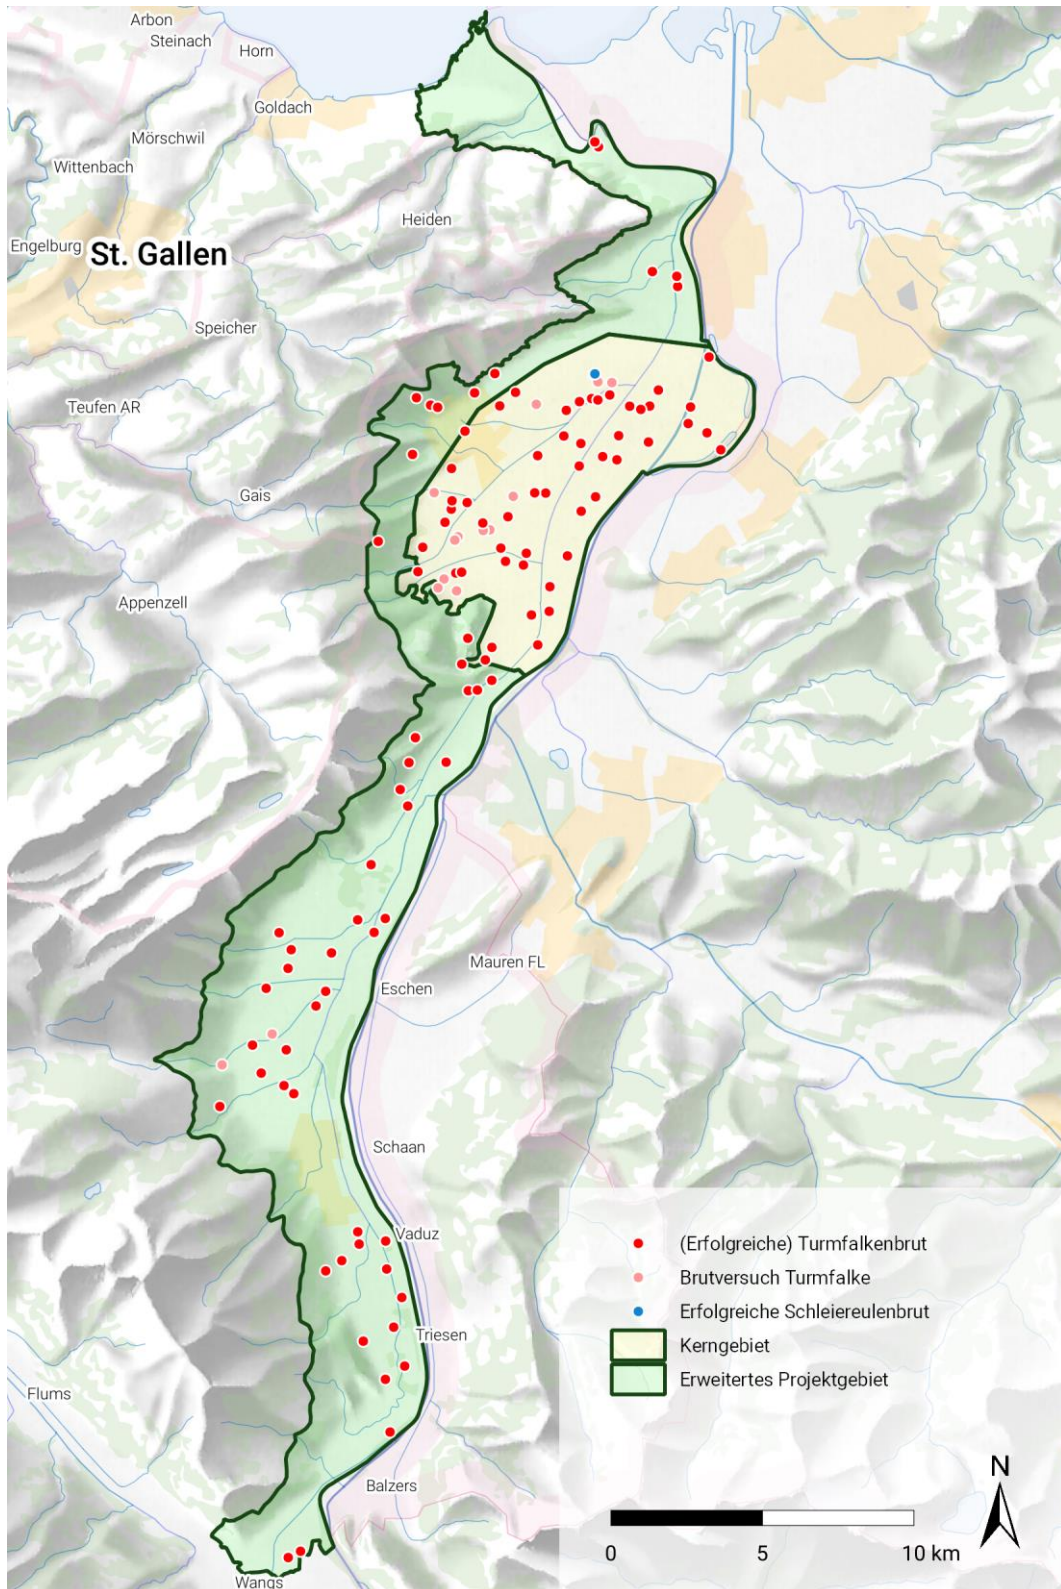 Arbon
Steinach
Horn
Goldach
Mörschwil
Wittenbach
Heiden
Engelburg
St. Gallen
Speicher
Teufen AR
Gais
Appenzell
Mauren FL
Eschen
Schaan
Vaduz
Triesen
Flums
Balzers
Wangs
(Erfolgreiche) Turmfalkenbrut
Brutversuch Turmfalke
Erfolgreiche Schleiereulenbrut
Kerngebiet
Erweitertes Projektgebiet
N
0 5 10 km